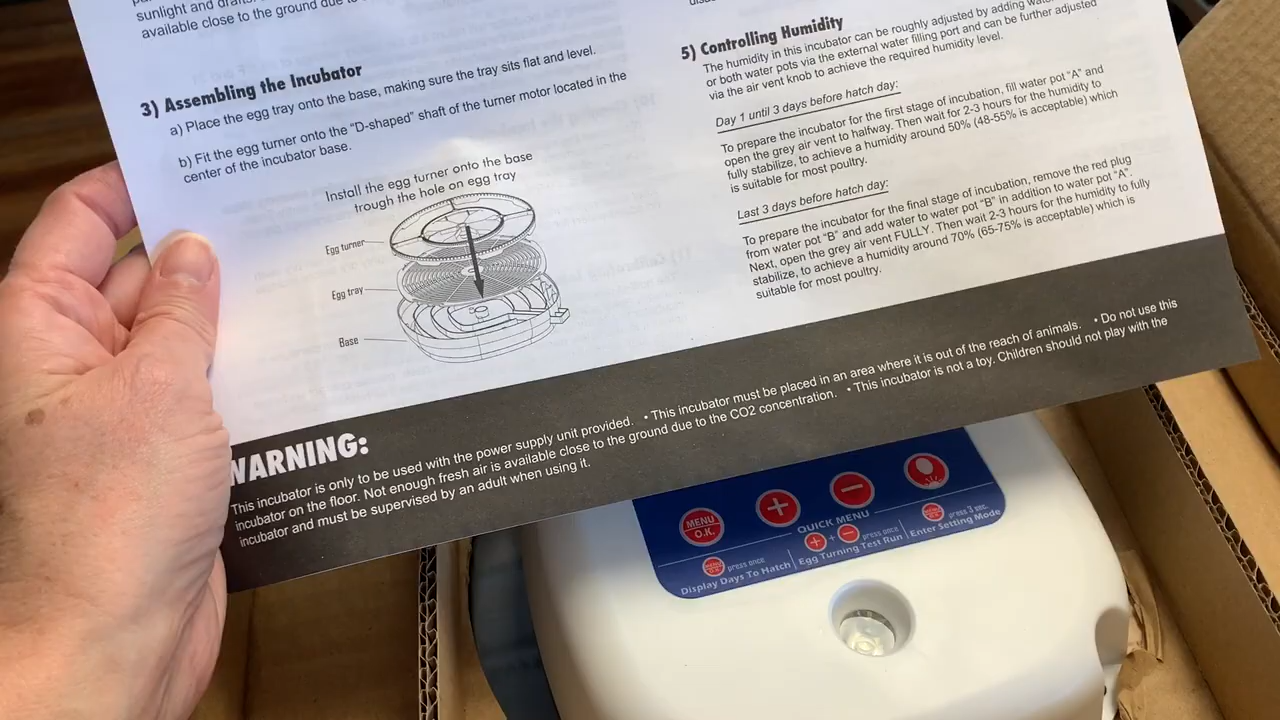 sunlight and drafts.
available close to the ground due to
3) Assembling the Incubator
a) Place the egg tray onto the base, making sure the tray sits flat and level.
b) Fit the egg turner onto the "D-shaped" shaft of the turner motor located in the
center of the incubator base.
Install the egg turner onto the base
trough the hole on egg tray
Egg turner
Egg tray
Base
5) Controlling Humidity
The humidity in this incubator can be roughly adjusted by adding
or both water pots via the external water filling port and can be further adjusted
via the air vent knob to achieve the required humidity level.
Day 1 until 3 days before hatch day:
To prepare the incubator for the first stage of incubation, fill water pot "A" and
open the grey air vent to halfway. Then wait for 2-3 hours for the humidity to
fully stabilize, to achieve a humidity around 50% (48-55% is acceptable) which
is suitable for most poultry.
Last 3 days before hatch day:
To prepare the incubator for the final stage of incubation, remove the red plug
from water pot "B" and add water to water pot "B" in addition to water pot "A".
Next, open the grey air vent FULLY. Then wait 2-3 hours for the humidity to fully
stabilize, to achieve a humidity around 70% (65-75% is acceptable) which is
suitable for most poultry.
WARNING:
This incubator is only to be used with the power supply unit provided. • This incubator must be placed in an area where it is out of the reach of animals. • Do not use this
incubator on the floor. Not enough fresh air is available close to the ground due to the CO2 concentration. • This incubator is not a toy. Children should not play with the
incubator and must be supervised by an adult when using it.
MENU
O.K.
+
−
QUICK MENU
press once
+ + − press once
press 3 sec.
Display Days To Hatch
Egg Turning Test Run
Enter Setting Mode